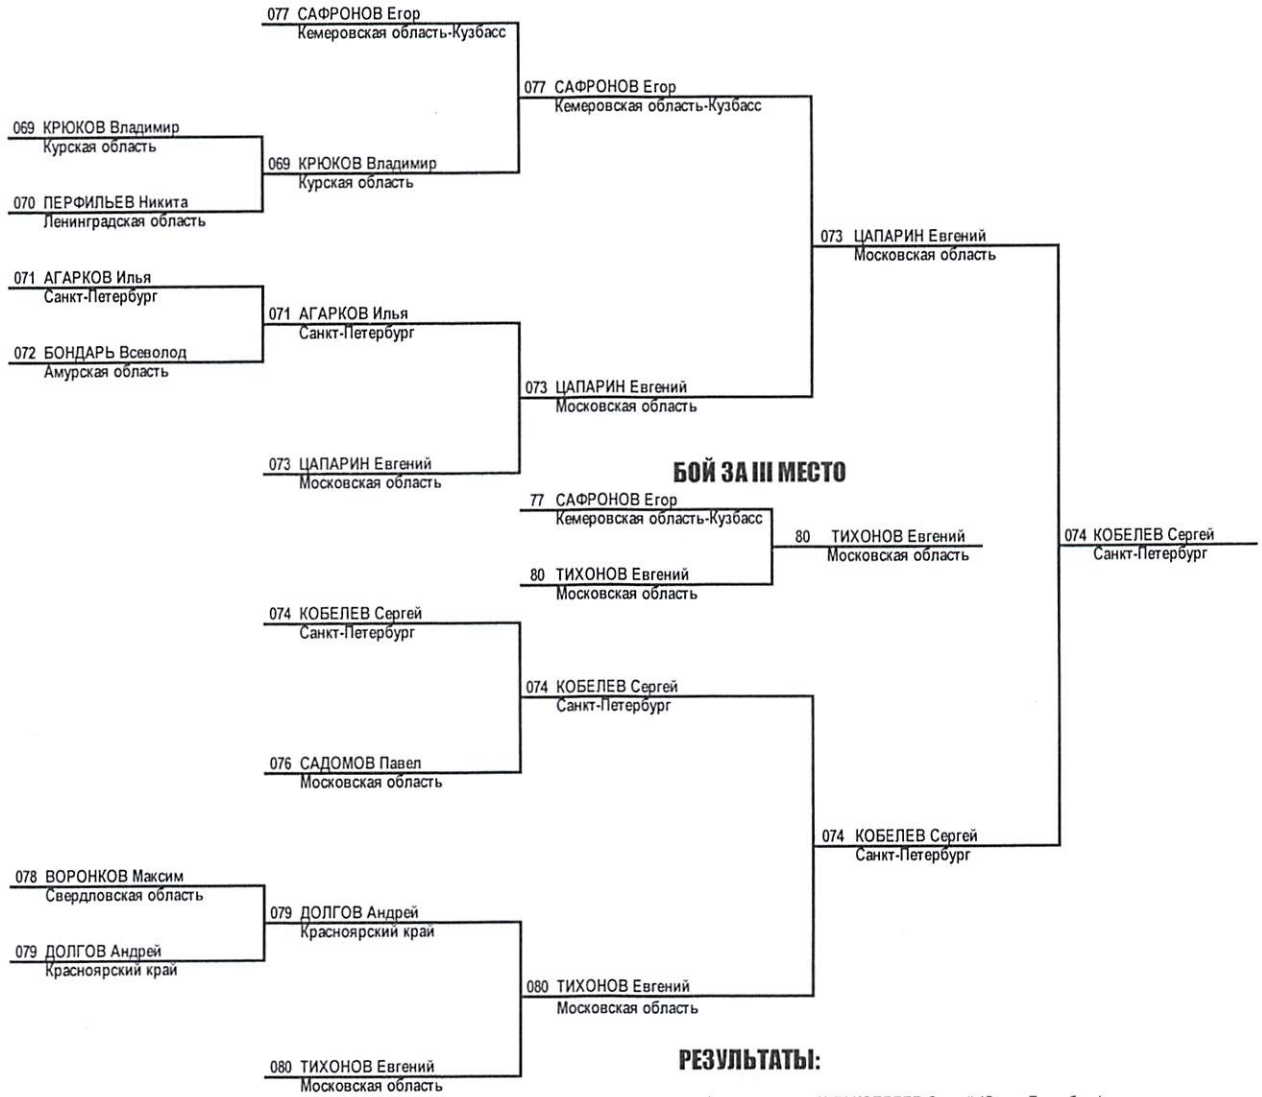 077 САФРОНОВ Егор
Кемеровская область-Кузбасс
077 САФРОНОВ Егор
Кемеровская область-Кузбасс
069 КРЮКОВ Владимир
Курская область
069 КРЮКОВ Владимир
Курская область
070 ПЕРФИЛЬЕВ Никита
Ленинградская область
073 ЦАПАРИН Евгений
Московская область
071 АГАРКОВ Илья
Санкт-Петербург
071 АГАРКОВ Илья
Санкт-Петербург
072 БОНДАРЬ Всеволод
Амурская область
073 ЦАПАРИН Евгений
Московская область
073 ЦАПАРИН Евгений
Московская область
БОЙ ЗА III МЕСТО
77 САФРОНОВ Егор
Кемеровская область-Кузбасс
80 ТИХОНОВ Евгений
Московская область
074 КОБЕЛЕВ Сергей
Санкт-Петербург
80 ТИХОНОВ Евгений
Московская область
074 КОБЕЛЕВ Сергей
Санкт-Петербург
074 КОБЕЛЕВ Сергей
Санкт-Петербург
076 САДОМОВ Павел
Московская область
074 КОБЕЛЕВ Сергей
Санкт-Петербург
078 ВОРОНКОВ Максим
Свердловская область
079 ДОЛГОВ Андрей
Красноярский край
079 ДОЛГОВ Андрей
Красноярский край
080 ТИХОНОВ Евгений
Московская область
080 ТИХОНОВ Евгений
Московская область
РЕЗУЛЬТАТЫ: